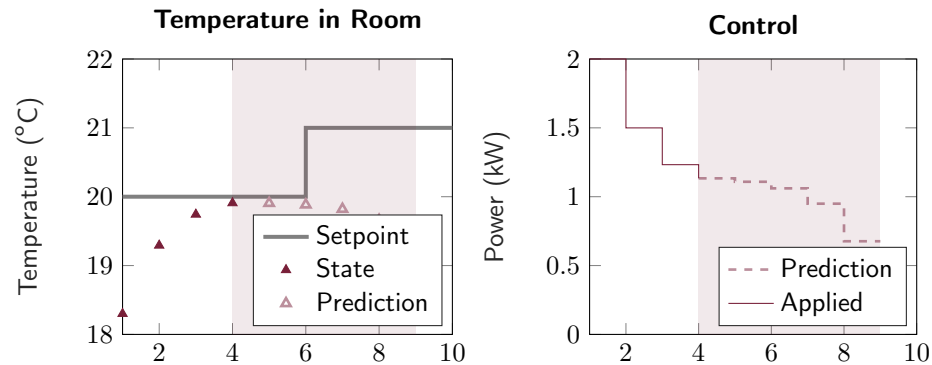 Temperature in Room
Temperature (°C)
22
21
20
19
18
2 4 6 8 10
Setpoint
State
Prediction
Control
Power (kW)
2
1.5
1
0.5
0
2 4 6 8 10
Prediction
Applied